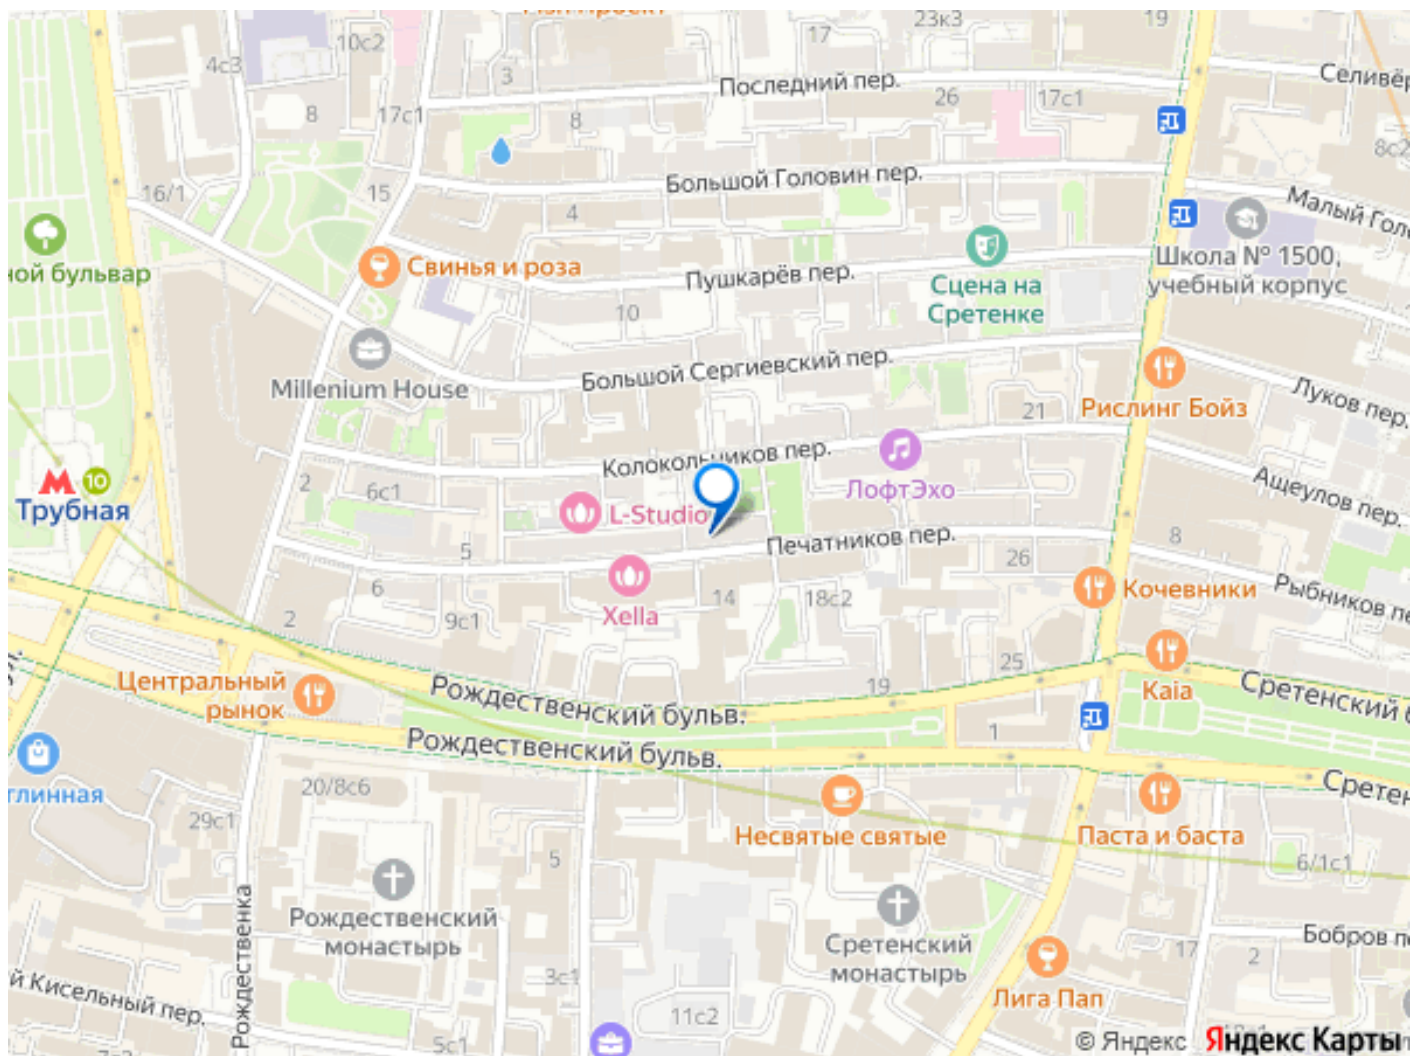 23к3
19
17
10с2
4с3
3
Последний пер.
Селивёр
26
17с1
17с1
8
8
8с2
Большой Головин пер.
16/1
15
4
Малый Гол
ной бульвар
Свинья и роза
Пушкарёв пер.
Сцена на
Сретенке
Школа № 1500,
учебный корпус
10
Millenium House
Большой Сергиевский пер.
Рислинг Бойз
Луков пер.
21
Колокольников пер.
ЛофтЭхо
Ащеулов пер.
2
6с1
10
Трубная
L-Studio
Печатников пер.
8
5
26
Кочевники
Рыбников пе
6
Xella
14
18с2
2
9с1
25
Kaia
19
Центральный
рынок
Рождественский бульв.
Сретенский б
1
Рождественский бульв.
глинная
20/8с6
Сретен
29с1
Несвятые святые
Паста и баста
5
6/1с1
Рождественка
Рождественский
монастырь
Сретенский
монастырь
17
2
Бобров п
3с1
й Кисельный пер.
Лига Пап
11с2
5с1
© Яндекс Яндекс Карты